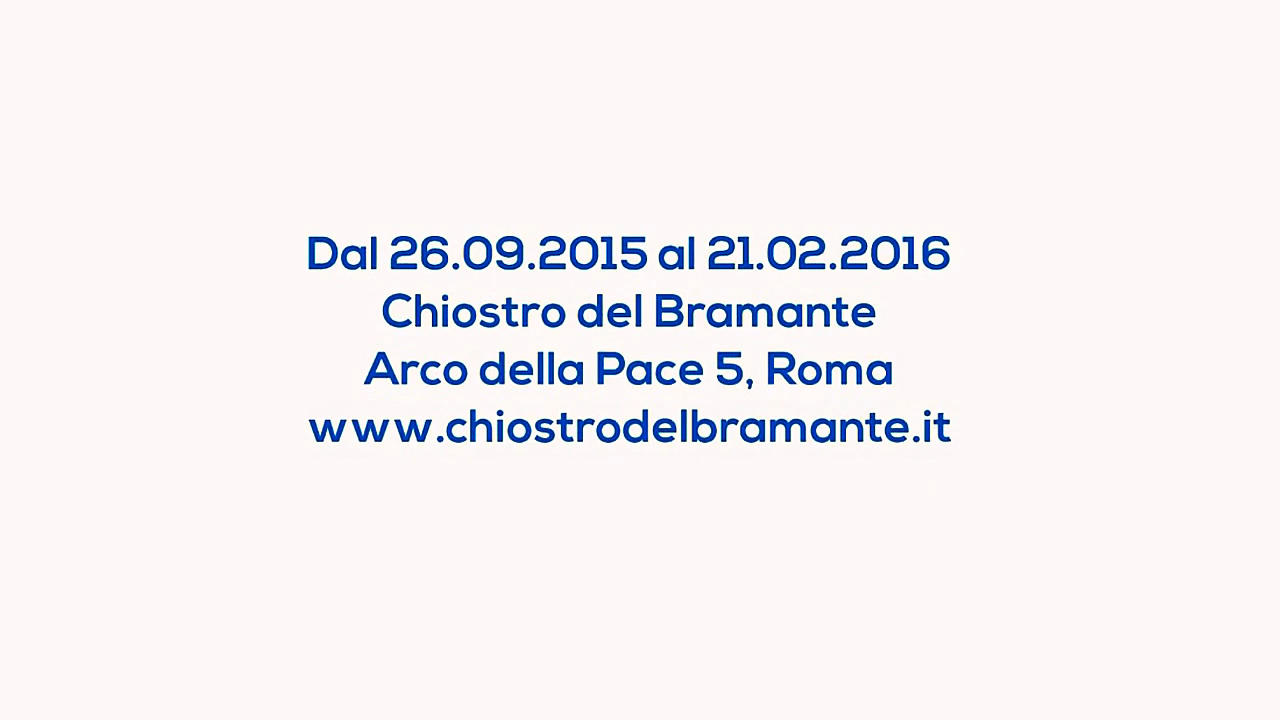 Dal 26.09.2015 al 21.02.2016
Chiostro del Bramante
Arco della Pace 5, Roma
www.chiostrodelbramante.it